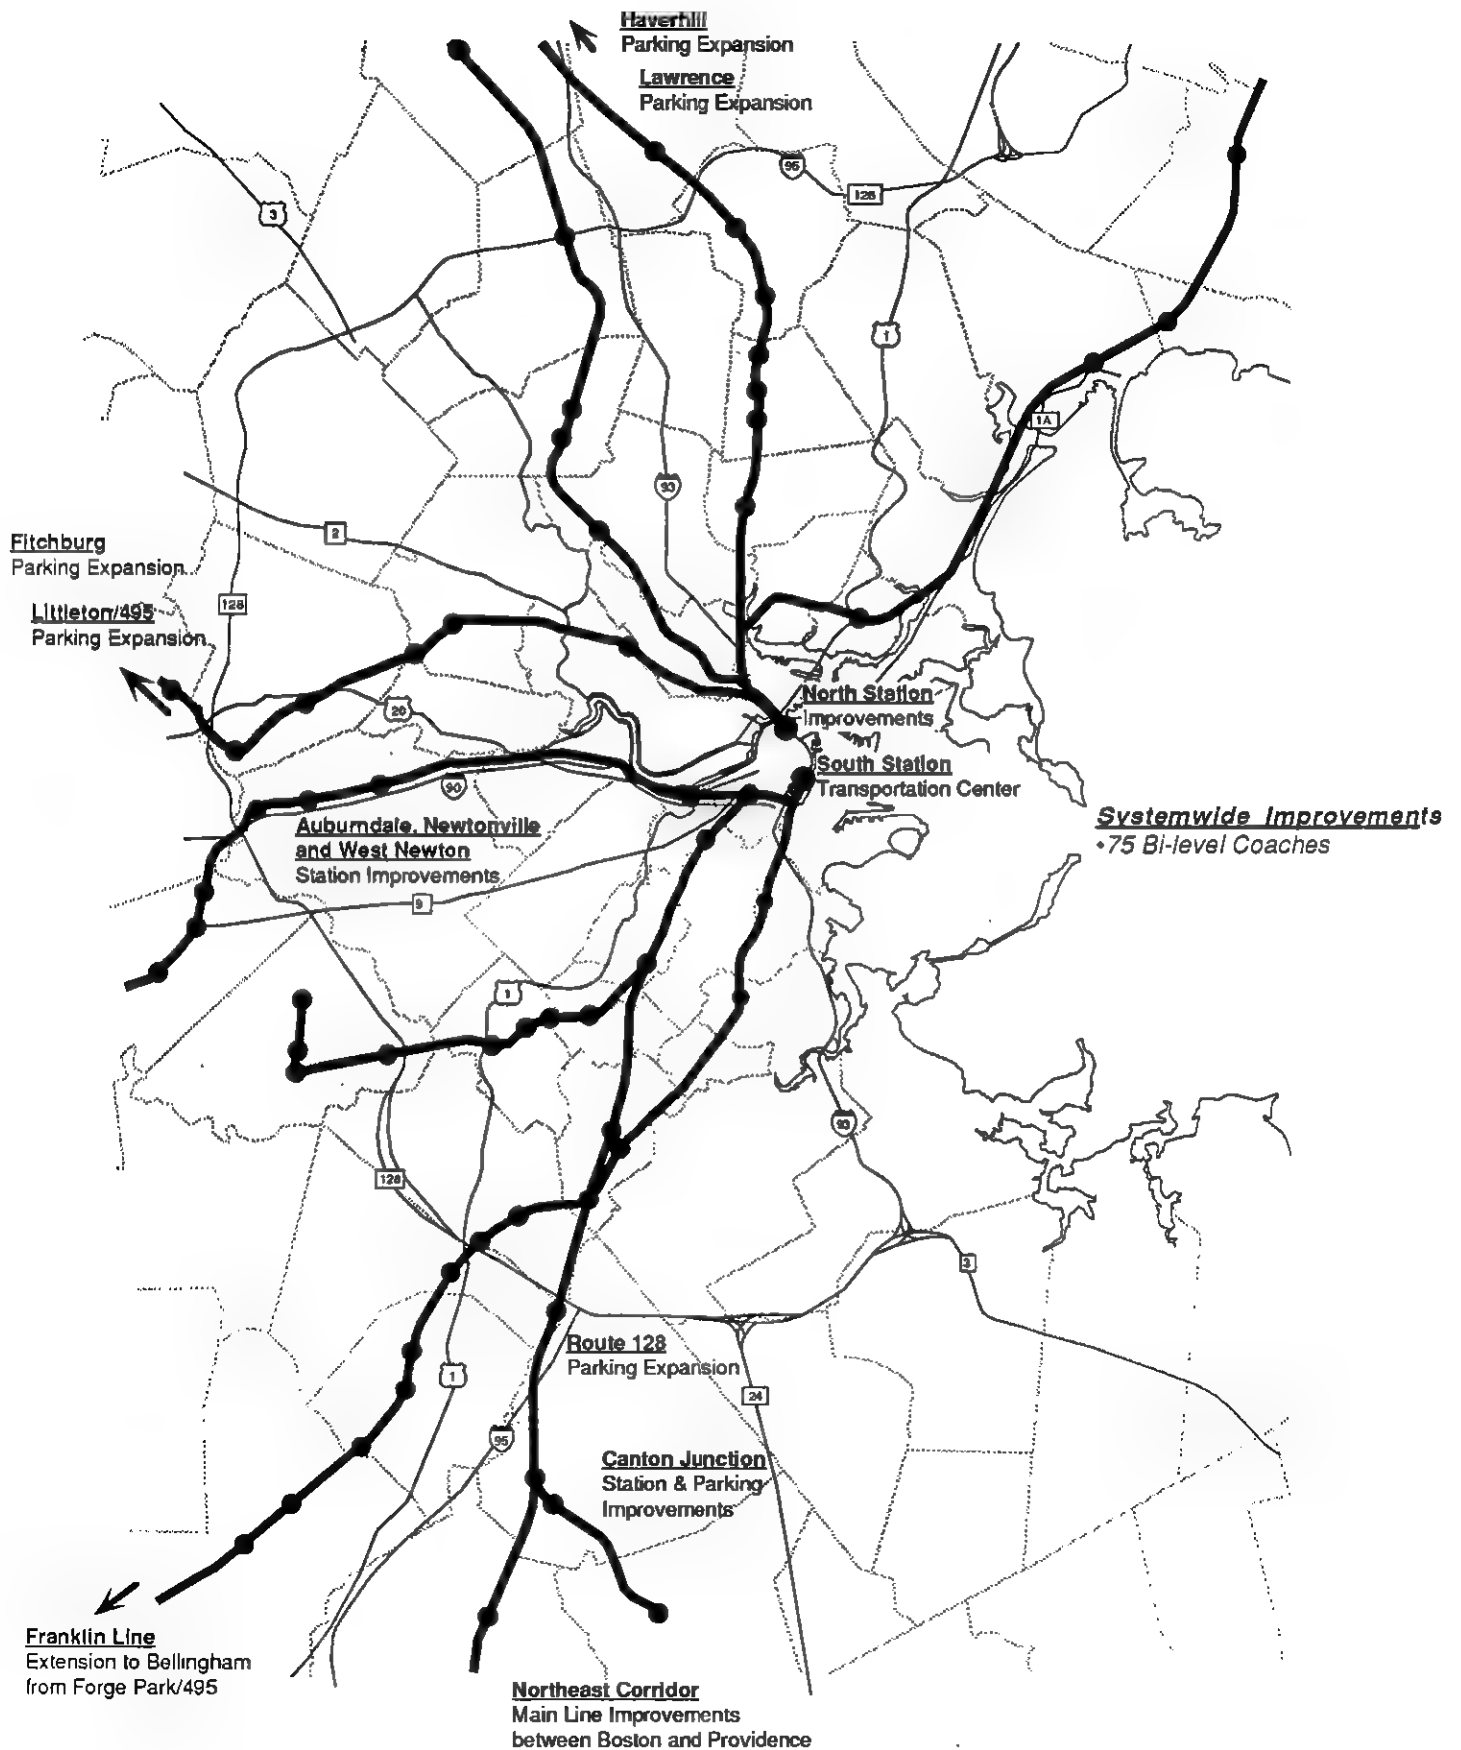 Haverhill
Parking Expansion
Lawrence
Parking Expansion
95
128
3
1
1A
93
2
Fitchburg
Parking Expansion
128
Littleton/495
Parking Expansion
20
North Station
Improvements
South Station
Transportation Center
90
Systemwide Improvements
•75 Bi-level Coaches
Auburndale, Newtonville
and West Newton
Station Improvements
9
1
93
128
3
Route 128
Parking Expansion
1
24
95
Canton Junction
Station & Parking
Improvements
Franklin Line
Extension to Bellingham
from Forge Park/495
Northeast Corridor
Main Line Improvements
between Boston and Providence